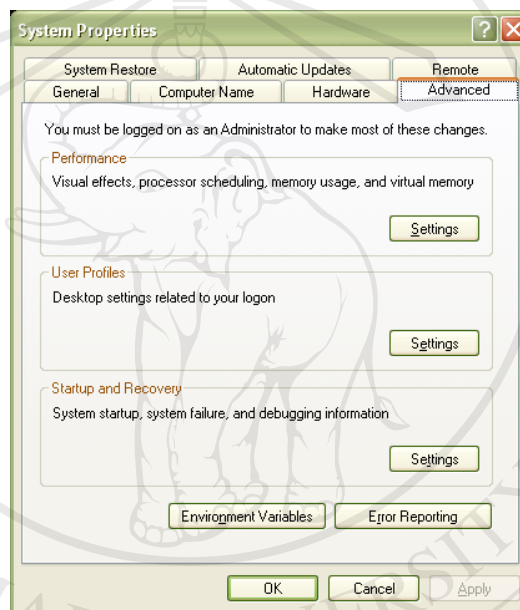 System Properties
System Restore Automatic Updates Remote
General Computer Name Hardware Advanced
You must be logged on as an Administrator to make most of these changes.
Performance
Visual effects, processor scheduling, memory usage, and virtual memory
Settings
User Profiles
Desktop settings related to your logon
Settings
Startup and Recovery
System startup, system failure, and debugging information
Settings
Environment Variables Error Reporting
OK Cancel Apply